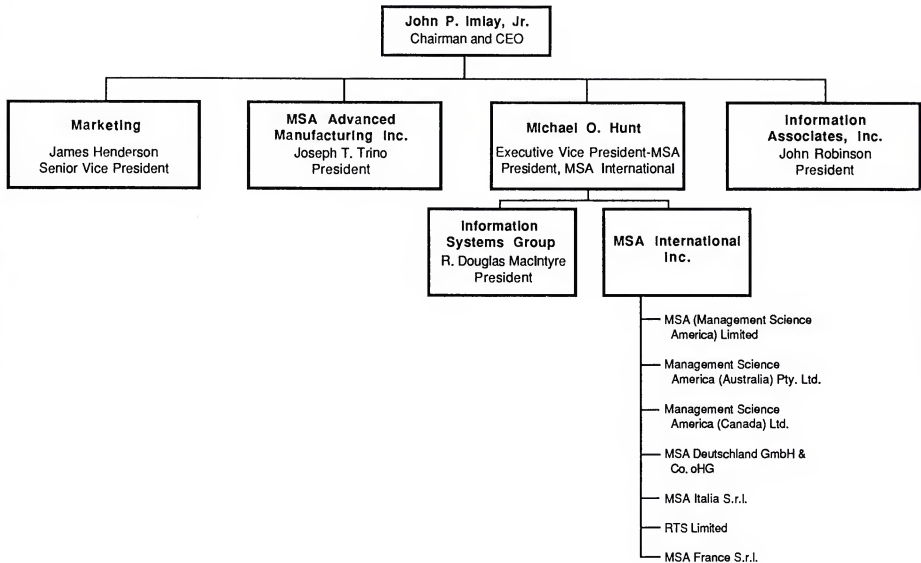 John P. Imlay, Jr.
Chairman and CEO
Marketing
James Henderson
Senior Vice President
MSA Advanced
Manufacturing Inc.
Joseph T. Trino
President
Michael O. Hunt
Executive Vice President-MSA
President, MSA International
Information
Associates, Inc.
John Robinson
President
Information
Systems Group
R. Douglas MacIntyre
President
MSA International
Inc.
MSA (Management Science
America) Limited
Management Science
America (Australia) Pty. Ltd.
Management Science
America (Canada) Ltd.
MSA Deutschland GmbH &
Co. oHG
MSA Italia S.r.l.
RTS Limited
MSA France S.r.l.